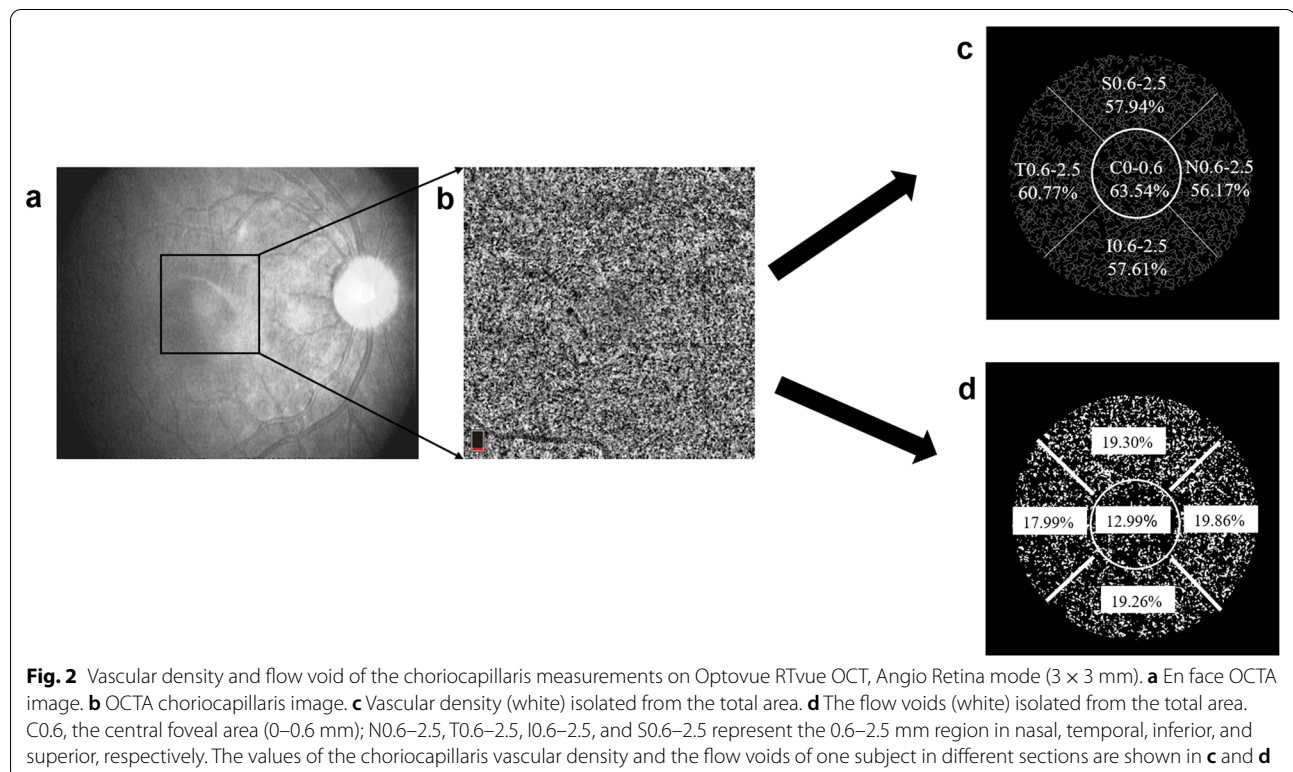 a
b
c
S0.6-2.5
57.94%
T0.6-2.5
60.77%
C0-0.6
63.54%
N0.6-2.5
56.17%
I0.6-2.5
57.61%
d
19.30%
17.99%
12.99%
19.86%
19.26%
Fig. 2 Vascular density and flow void of the choriocapillaris measurements on Optovue RTvue OCT, Angio Retina mode (3 × 3 mm). a En face OCTA
image. b OCTA choriocapillaris image. c Vascular density (white) isolated from the total area. d The flow voids (white) isolated from the total area.
C0.6, the central foveal area (0–0.6 mm); N0.6–2.5, T0.6–2.5, I0.6–2.5, and S0.6–2.5 represent the 0.6–2.5 mm region in nasal, temporal, inferior, and
superior, respectively. The values of the choriocapillaris vascular density and the flow voids of one subject in different sections are shown in c and d